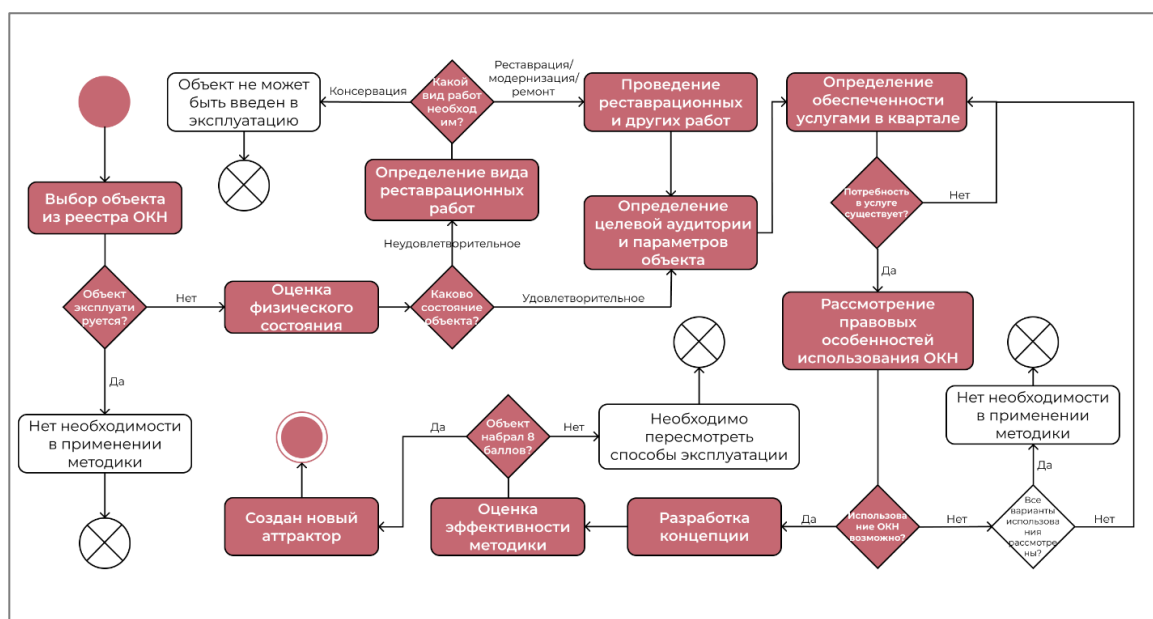 Объект не может
быть введен в
эксплуатацию
Консервация
Какой
вид работ
необход
им?
Реставрация/
модернизация/
ремонт
Проведение
реставрационных
и других работ
Определение
обеспеченности
услугами в квартале
Выбор объекта
из реестра ОКН
Определение вида
реставрационных
работ
Определение
целевой аудитории
и параметров
объекта
Потребность
в услуге
существует?
Нет
Неудовлетворительное
Да
Объект
эксплуати
руется?
Нет
Оценка
физического
состояния
Каково
состояние
объекта?
Удовлетворительное
Рассмотрение
правовых
особенностей
использования ОКН
Да
Нет необходимости
в применении
методики
Да
Объект
набрал 8
баллов?
Нет
Необходимо
пересмотреть
способы эксплуатации
Нет необходимости
в применении
методики
Да
Создан новый
аттрактор
Оценка
эффективности
методики
Разработка
концепции
Да
Использова
ние ОКН
возможно?
Нет
Все
варианты
использова
ния
рассмотре
ны?
Нет